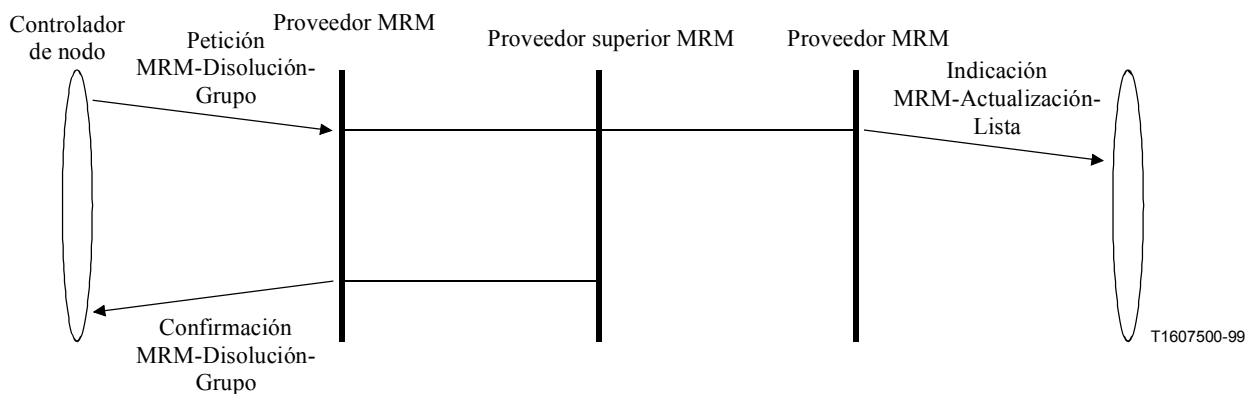 Controlador
de nodo
Proveedor MRM
Petición
MRM-Disolución-
Grupo
Proveedor superior MRM
Proveedor MRM
Indicación
MRM-Actualización-
Lista
Confirmación
MRM-Disolución-
Grupo
T1607500-99